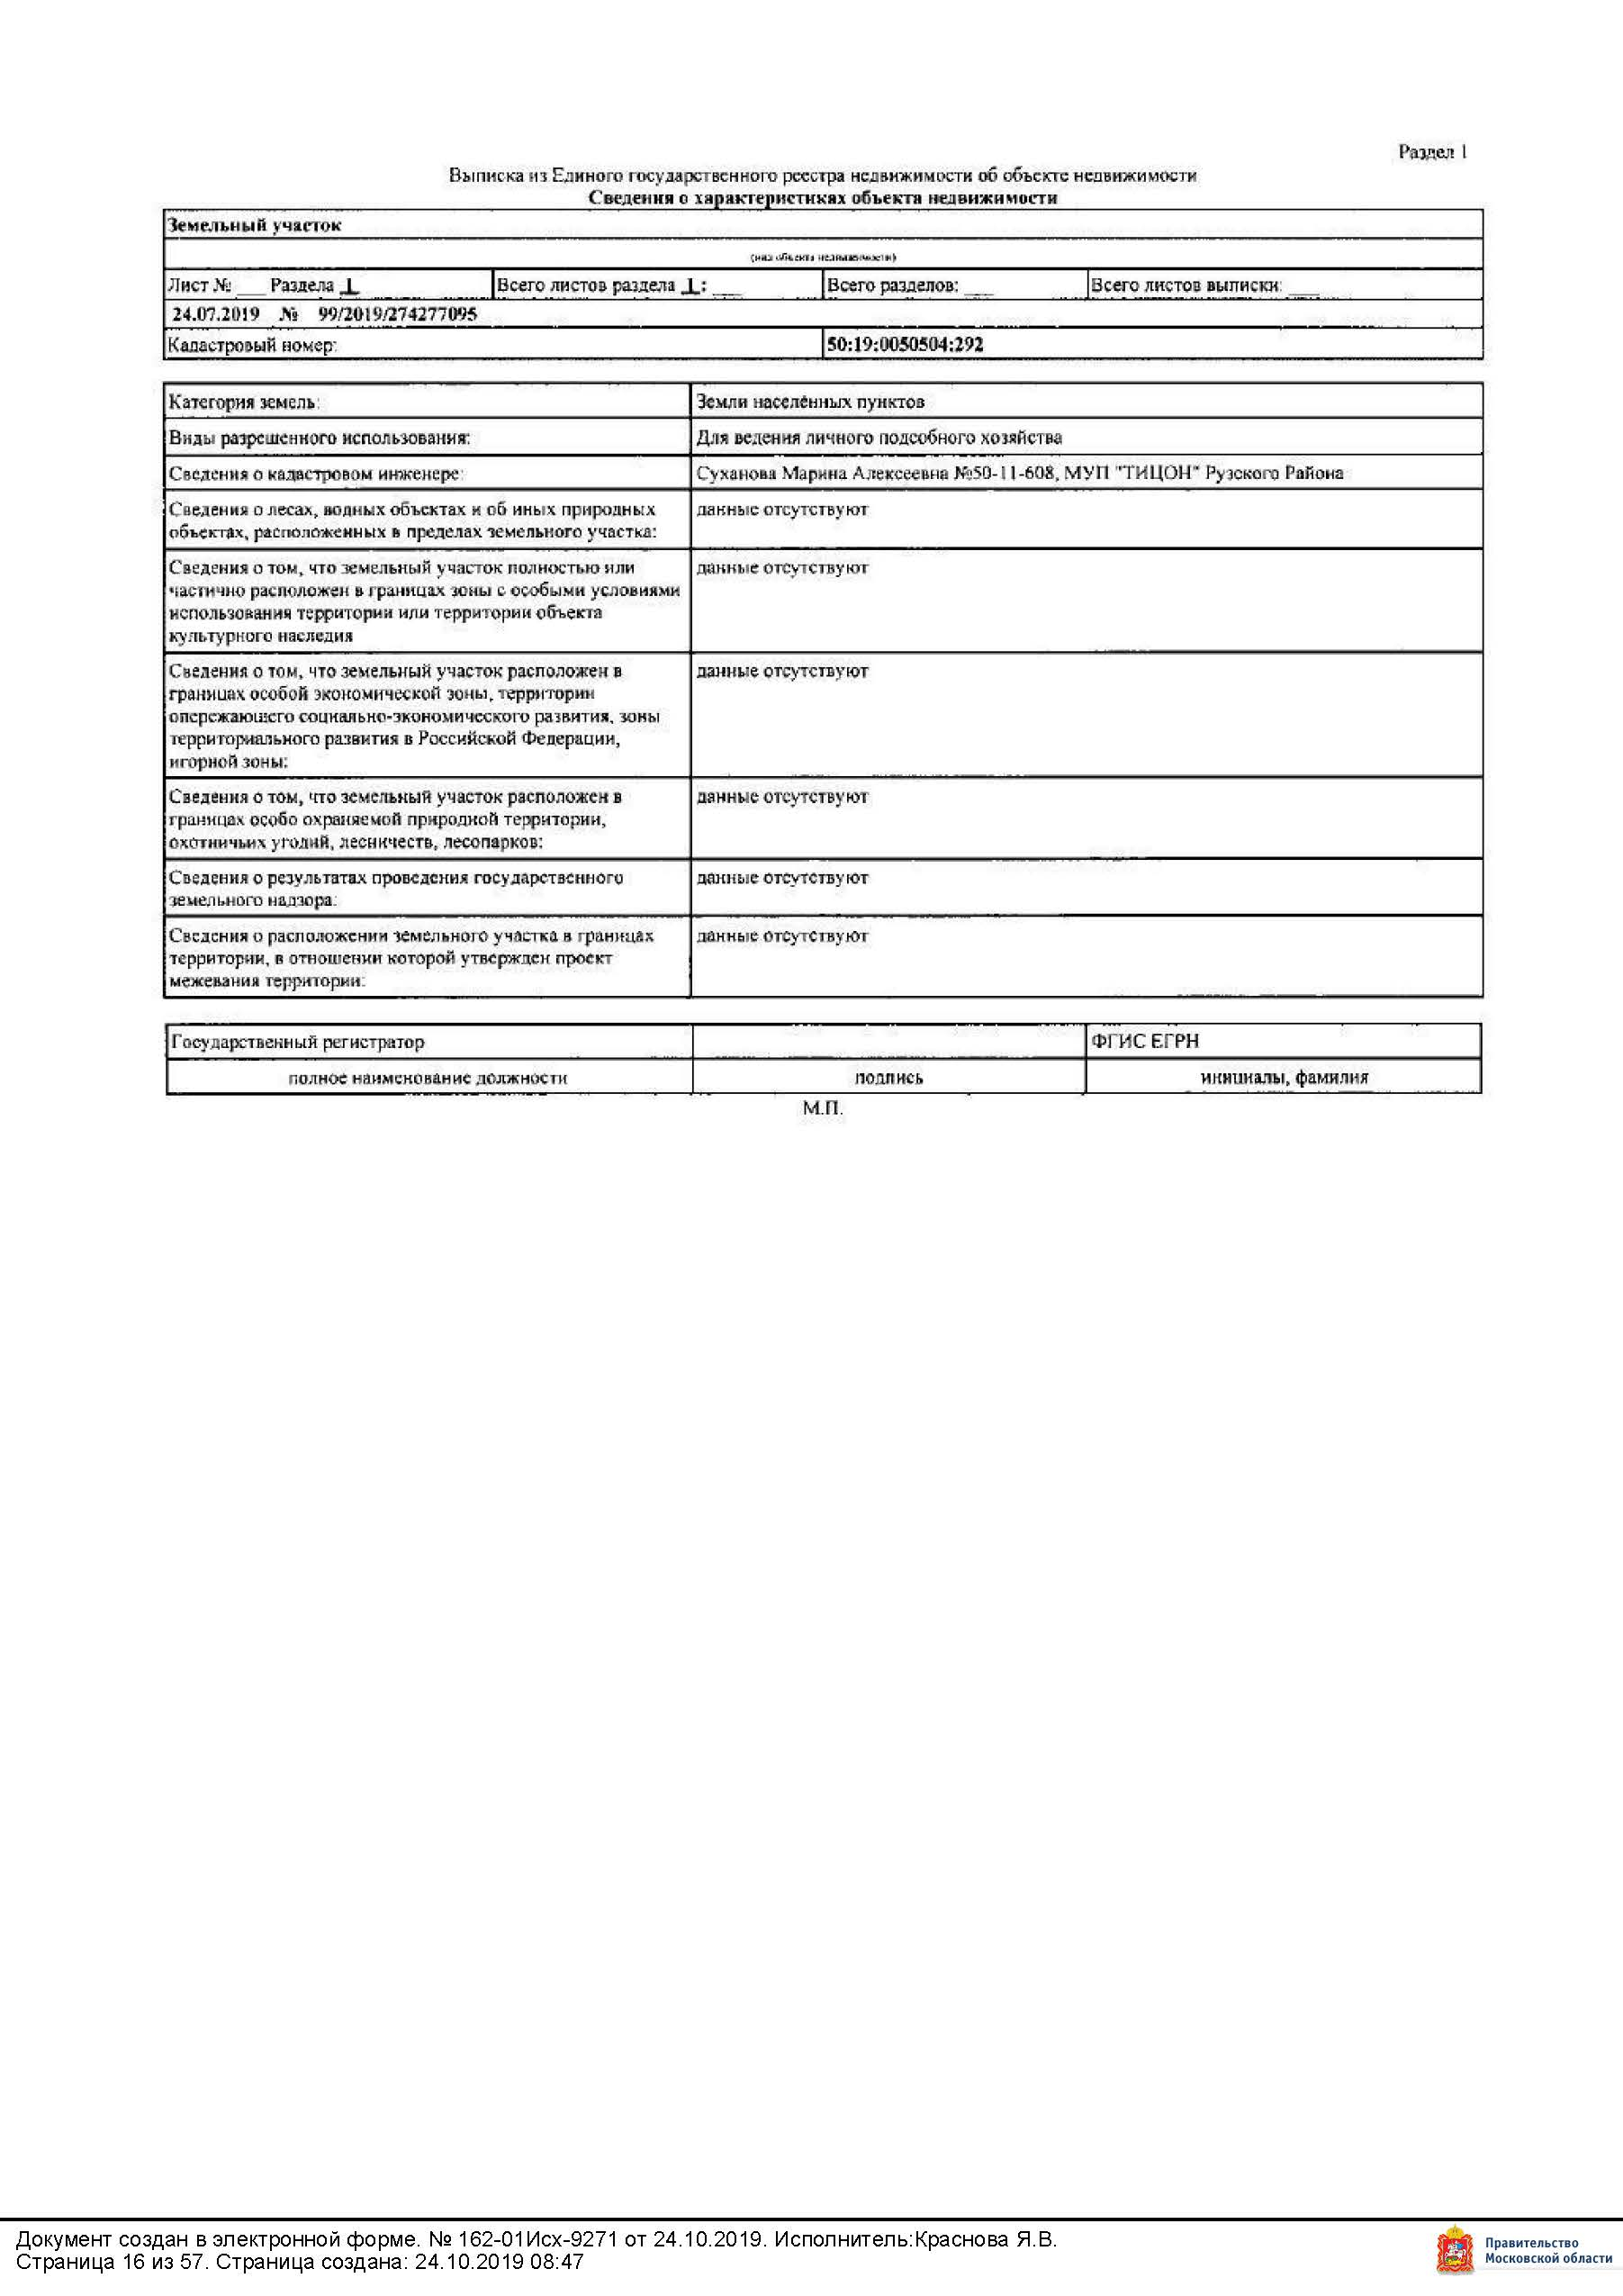 Раздел 1
Выписка из Единого государственного реестра недвижимости об объекте недвижимости
Сведения о характеристиках объекта недвижимости
Земельный участок
(вид объекта недвижимости)
Лист № ___ Раздела 1 Всего листов раздела 1: ___ Всего разделов: ___ Всего листов выписки: ___
24.07.2019 № 99/2019/274277095
Кадастровый номер: 50:19:0050504:292
Категория земель: Земли населённых пунктов
Виды разрешенного использования: Для ведения личного подсобного хозяйства
Сведения о кадастровом инженере: Суханова Марина Алексеевна №50-11-608, МУП "ТИЦОН" Рузского Района
Сведения о лесах, водных объектах и об иных природных данные отсутствуют
объектах, расположенных в пределах земельного участка:
Сведения о том, что земельный участок полностью или данные отсутствуют
частично расположен в границах зоны с особыми условиями
использования территории или территории объекта
культурного наследия
Сведения о том, что земельный участок расположен в данные отсутствуют
границах особой экономической зоны, территории
опережающего социально-экономического развития, зоны
территориального развития в Российской Федерации,
игорной зоны:
Сведения о том, что земельный участок расположен в данные отсутствуют
границах особо охраняемой природной территории,
охотничьих угодий, лесничеств, лесопарков:
Сведения о результатах проведения государственного данные отсутствуют
земельного надзора:
Сведения о расположении земельного участка в границах данные отсутствуют
территории, в отношении которой утвержден проект
межевания территории:
Государственный регистратор ФГИС ЕГРН
полное наименование должности подпись инициалы, фамилия
М.П.
Документ создан в электронной форме. № 162-01Исх-9271 от 24.10.2019. Исполнитель:Краснова Я.В.
Страница 16 из 57. Страница создана: 24.10.2019 08:47
Правительство
Московской области